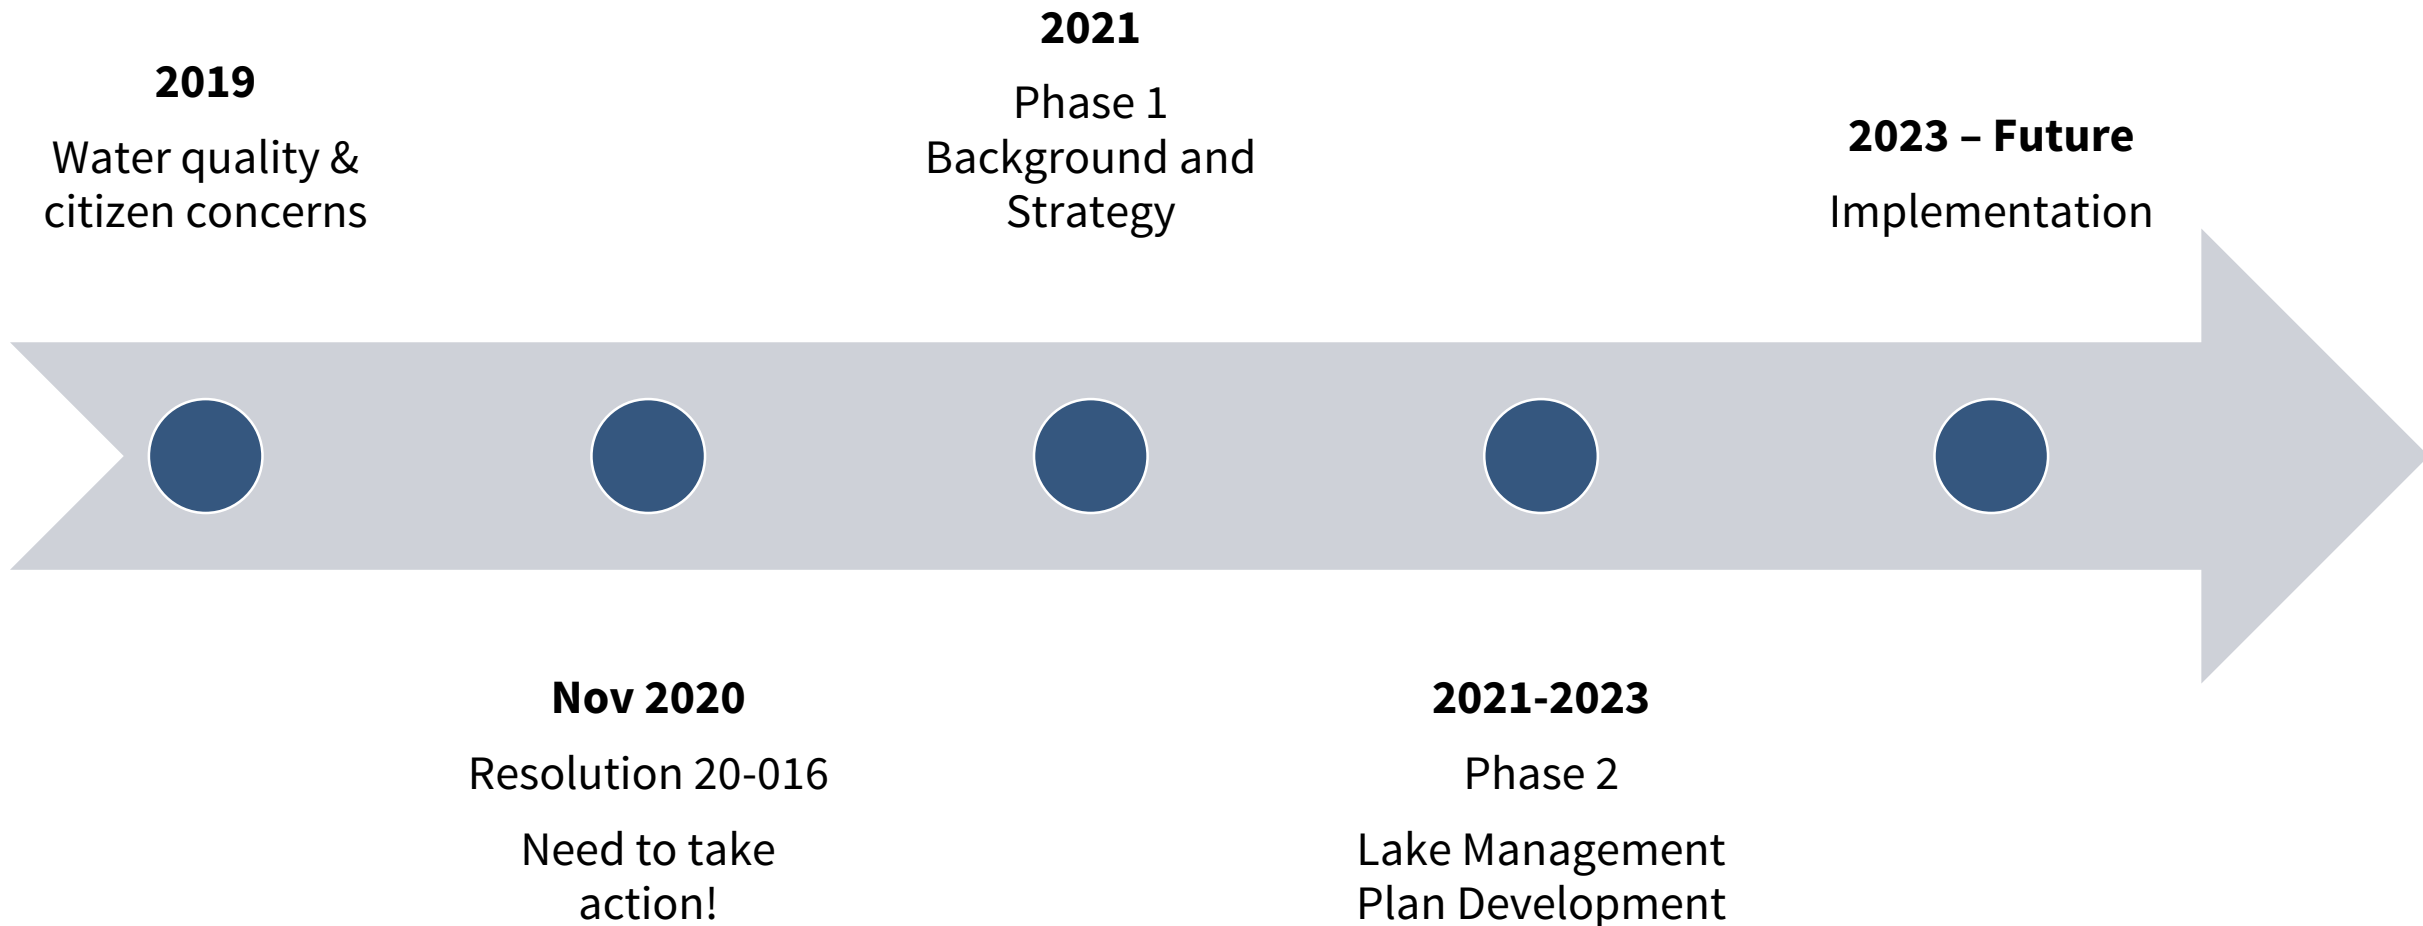 2019
Water quality &
citizen concerns
Nov 2020
Resolution 20-016
Need to take
action!
2021
Phase 1
Background and
Strategy
2021-2023
Phase 2
Lake Management
Plan Development
2023 – Future
Implementation